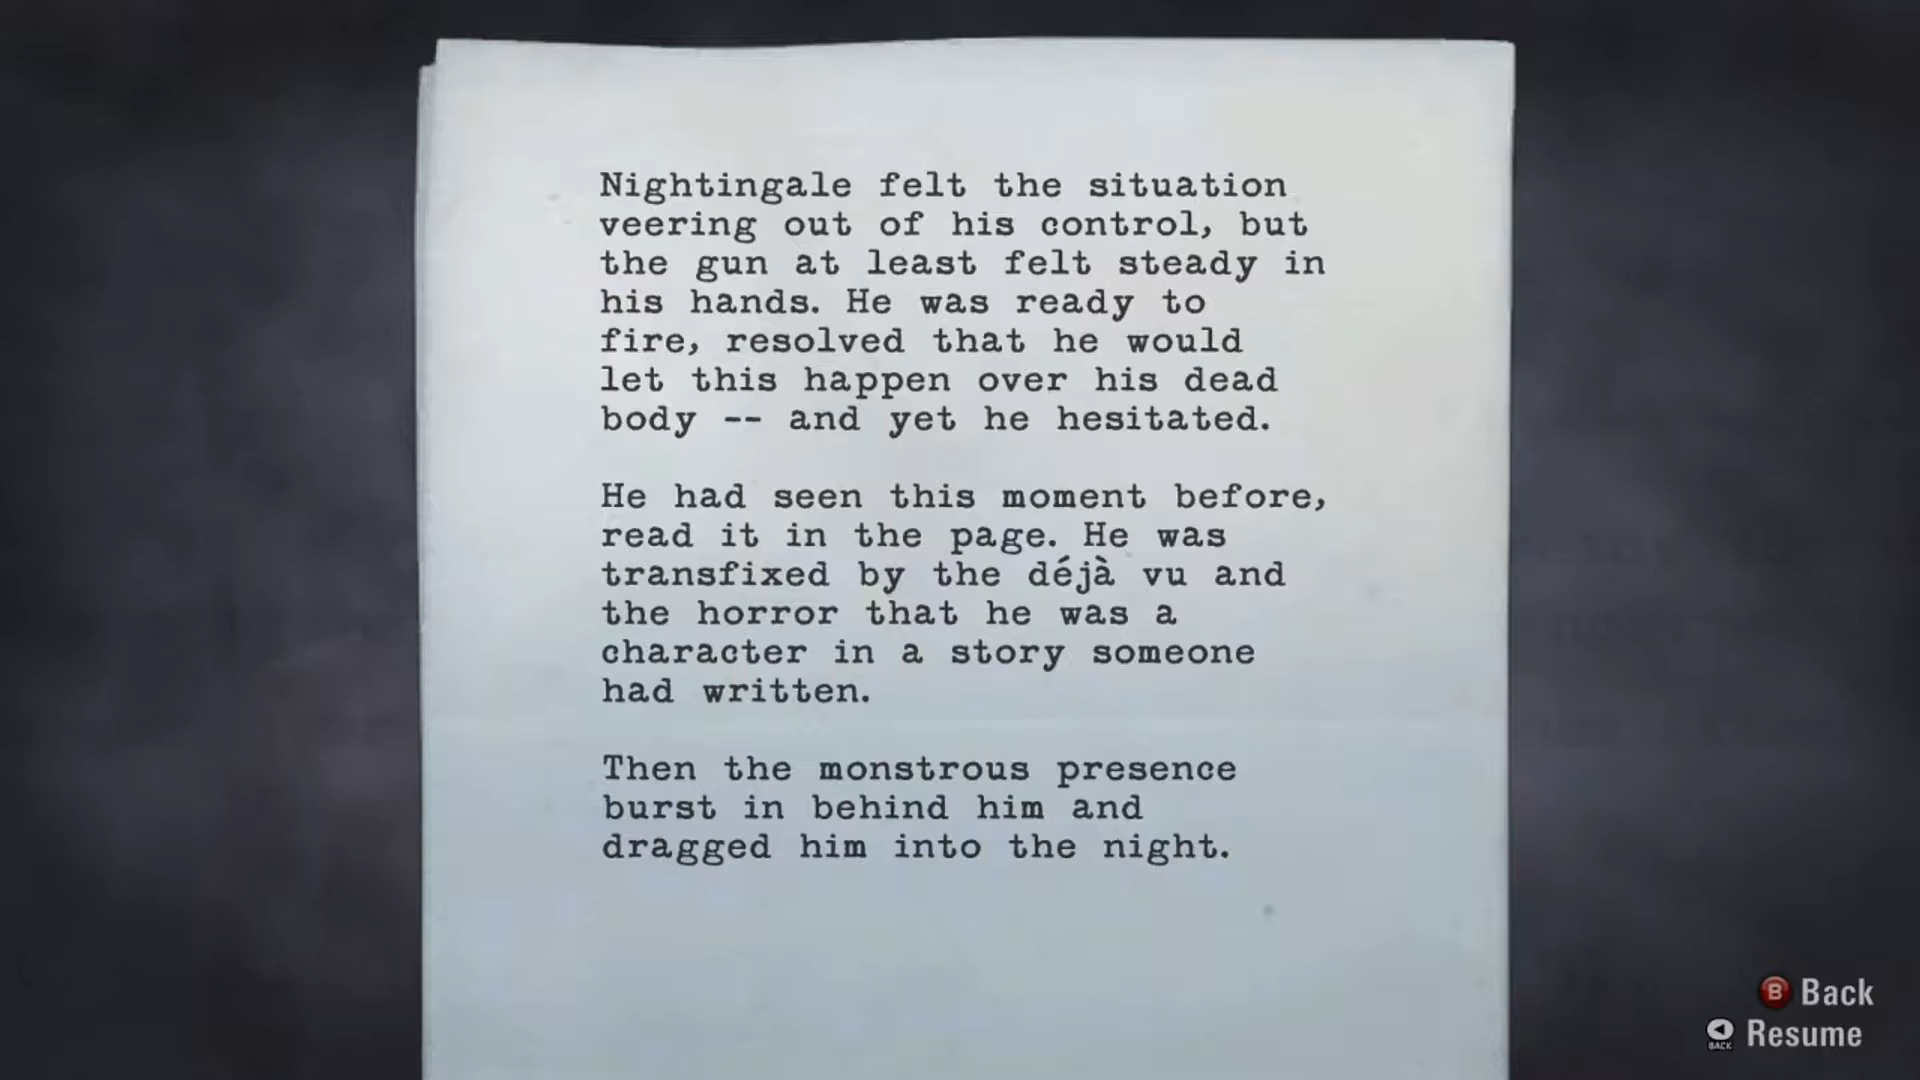 Nightingale felt the situation
veering out of his control, but
the gun at least felt steady in
his hands. He was ready to
fire, resolved that he would
let this happen over his dead
body -- and yet he hesitated.
He had seen this moment before,
read it in the page. He was
transfixed by the déjà vu and
the horror that he was a
character in a story someone
had written.
Then the monstrous presence
burst in behind him and
dragged him into the night.
B Back
BACK Resume